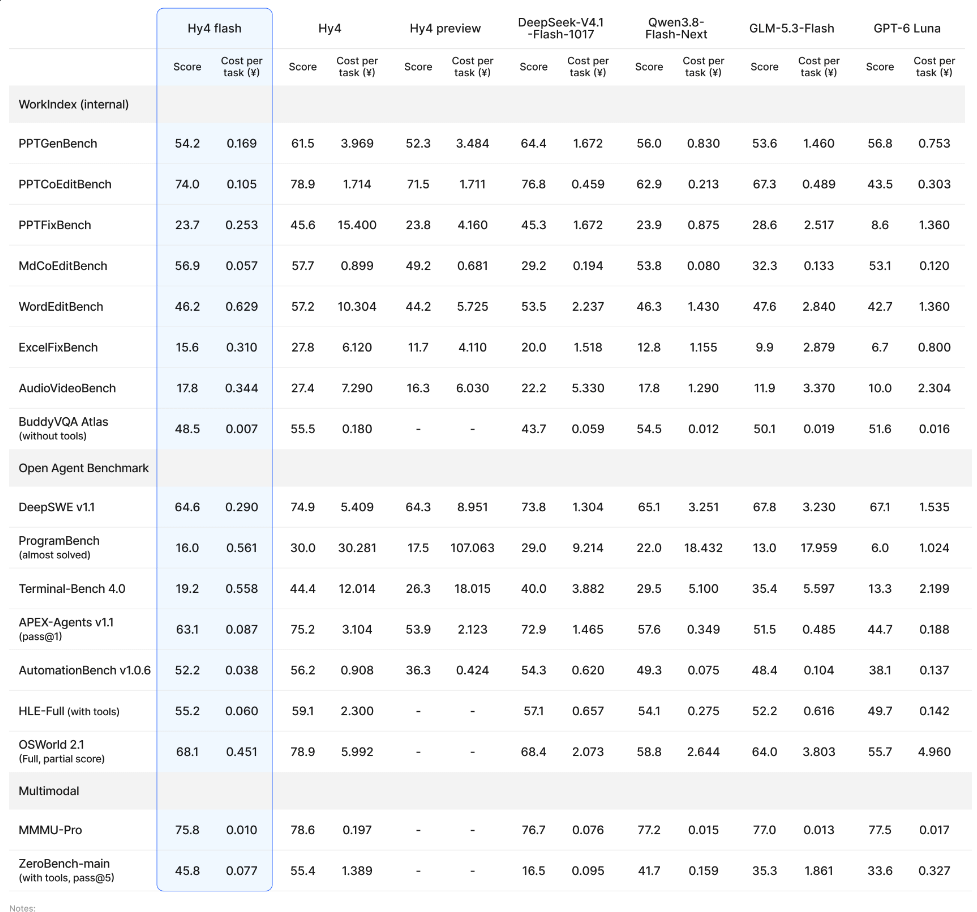 Hy4 flash Hy4 Hy4 preview DeepSeek-V4.1 -Flash-1017 Qwen3.8- Flash-Next GLM-5.3-Flash GPT-6 Luna
Score Cost per task (¥) Score Cost per task (¥) Score Cost per task (¥) Score Cost per task (¥) Score Cost per task (¥) Score Cost per task (¥) Score Cost per task (¥)
WorkIndex (internal)
PPTGenBench 54.2 0.169 61.5 3.969 52.3 3.484 64.4 1.672 56.0 0.830 53.6 1.460 56.8 0.753
PPTCoEditBench 74.0 0.105 78.9 1.714 71.5 1.711 76.8 0.459 62.9 0.213 67.3 0.489 43.5 0.303
PPTFixBench 23.7 0.253 45.6 15.400 23.8 4.160 45.3 1.672 23.9 0.875 28.6 2.517 8.6 1.360
MdCoEditBench 56.9 0.057 57.7 0.899 49.2 0.681 29.2 0.194 53.8 0.080 32.3 0.133 53.1 0.120
WordEditBench 46.2 0.629 57.2 10.304 44.2 5.725 53.5 2.237 46.3 1.430 47.6 2.840 42.7 1.360
ExcelFixBench 15.6 0.310 27.8 6.120 11.7 4.110 20.0 1.518 12.8 1.155 9.9 2.879 6.7 0.800
AudioVideoBench 17.8 0.344 27.4 7.290 16.3 6.030 22.2 5.330 17.8 1.290 11.9 3.370 10.0 2.304
BuddyVQA Atlas (without tools) 48.5 0.007 55.5 0.180 - - 43.7 0.059 54.5 0.012 50.1 0.019 51.6 0.016
Open Agent Benchmark
DeepSWE v1.1 64.6 0.290 74.9 5.409 64.3 8.951 73.8 1.304 65.1 3.251 67.8 3.230 67.1 1.535
ProgramBench (almost solved) 16.0 0.561 30.0 30.281 17.5 107.063 29.0 9.214 22.0 18.432 13.0 17.959 6.0 1.024
Terminal-Bench 4.0 19.2 0.558 44.4 12.014 26.3 18.015 40.0 3.882 29.5 5.100 35.4 5.597 13.3 2.199
APEX-Agents v1.1 (pass@1) 63.1 0.087 75.2 3.104 53.9 2.123 72.9 1.465 57.6 0.349 51.5 0.485 44.7 0.188
AutomationBench v1.0.6 52.2 0.038 56.2 0.908 36.3 0.424 54.3 0.620 49.3 0.075 48.4 0.104 38.1 0.137
HLE-Full (with tools) 55.2 0.060 59.1 2.300 - - 57.1 0.657 54.1 0.275 52.2 0.616 49.7 0.142
OSWorld 2.1 (Full, partial score) 68.1 0.451 78.9 5.992 - - 68.4 2.073 58.8 2.644 64.0 3.803 55.7 4.960
Multimodal
MMMU-Pro 75.8 0.010 78.6 0.197 - - 76.7 0.076 77.2 0.015 77.0 0.013 77.5 0.017
ZeroBench-main (with tools, pass@5) 45.8 0.077 55.4 1.389 - - 16.5 0.095 41.7 0.159 35.3 1.861 33.6 0.327
Notes: